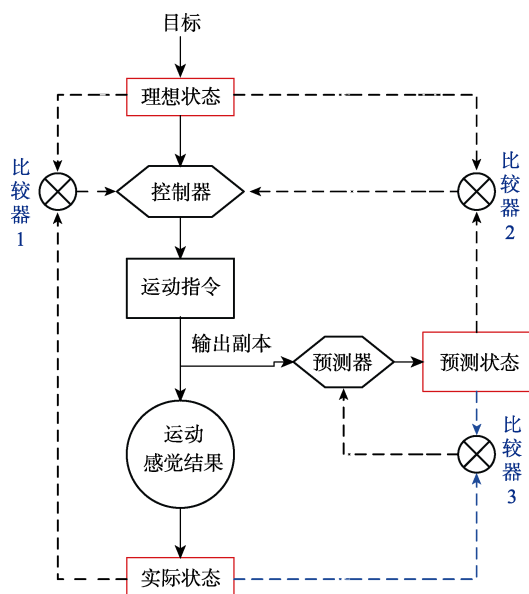 目标
理想状态
比较器1
控制器
比较器2
运动指令
输出副本
预测器
预测状态
运动
感觉结果
比较器3
实际状态